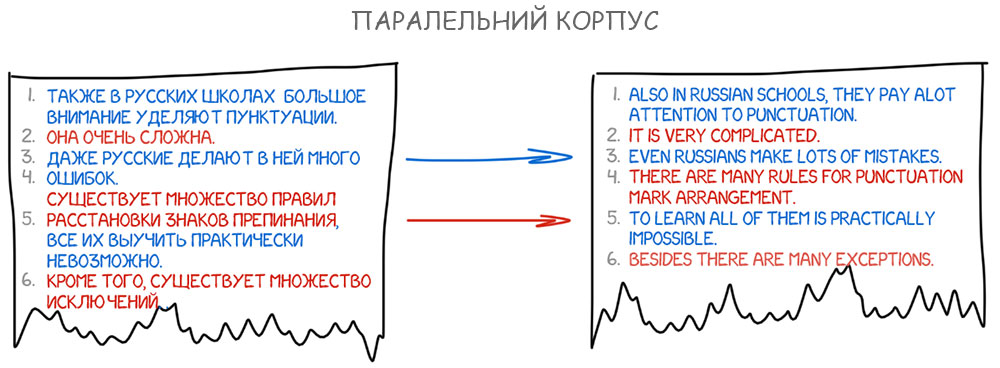 ПАРАЛЕЛЬНИЙ КОРПУС
1. ТАКЖЕ В РУССКИХ ШКОЛАХ БОЛЬШОЕ
ВНИМАНИЕ УДЕЛЯЮТ ПУНКТУАЦИИ.
2. ОНА ОЧЕНЬ СЛОЖНА.
3. ДАЖЕ РУССКИЕ ДЕЛАЮТ В НЕЙ МНОГО
4. ОШИБОК.
СУЩЕСТВУЕТ МНОЖЕСТВО ПРАВИЛ
5. РАССТАНОВКИ ЗНАКОВ ПРЕПИНАНИЯ,
ВСЕ ИХ ВЫУЧИТЬ ПРАКТИЧЕСКИ
НЕВОЗМОЖНО.
6. КРОМЕ ТОГО, СУЩЕСТВУЕТ МНОЖЕСТВО
ИСКЛЮЧЕНИЙ.
1. ALSO IN RUSSIAN SCHOOLS, THEY PAY ALOT
ATTENTION TO PUNCTUATION.
2. IT IS VERY COMPLICATED.
3. EVEN RUSSIANS MAKE LOTS OF MISTAKES.
4. THERE ARE MANY RULES FOR PUNCTUATION
MARK ARRANGEMENT.
5. TO LEARN ALL OF THEM IS PRACTICALLY
IMPOSSIBLE.
6. BESIDES THERE ARE MANY EXCEPTIONS.